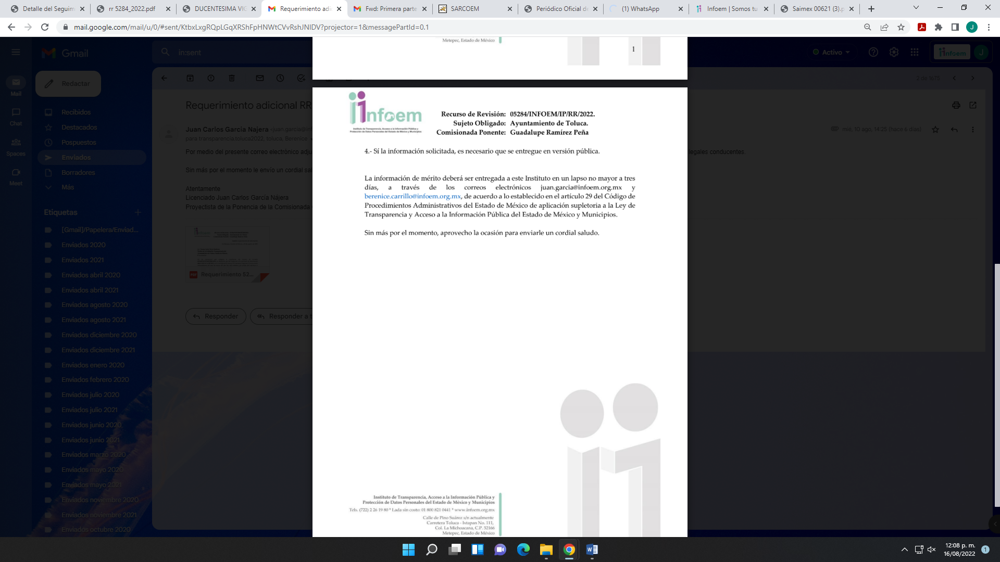 Detalle del Seguim
rr 5284_2022.pdf
DUCENTESIMA VIG
Requerimiento adi
Fwd: Primera parte
SARCOEM
Periódico Oficial de
(1) WhatsApp
Infoem | Somos tu
Saimex 00621 (3).p
mail.google.com/mail/u/0/#sent/KtbxLxgRQpLGqXRShFpHNWtCVvRshJNlDV?projector=1&messagePartId=0.1
J
Metepec, Estado de México
1
Gmail
in:sent
Activo
infoem
J
Redactar
2 de 1675
Mail
Chat
Spaces
Meet
Recibidos
Destacados
Pospuestos
Enviados
Borradores
Más
Etiquetas
[Gmail]/Papelera/Enviad...
Enviados 2020
Enviados 2021
Enviados abril 2020
Enviados abril 2021
Enviados agosto 2020
Enviados agosto 2021
Enviados diciembre 2020
Enviados diciembre 2021
Enviados enero 2020
Enviados febrero 2020
Enviados julio 2020
Enviados julio 2021
Enviados junio 2020
Enviados junio 2021
Enviados marzo 2020
Enviados mayo 2020
Enviados mayo 2021
Enviados noviembre 2020
Enviados noviembre 2021
Enviados octubre 2020
Requerimiento adicional RR
Juan Carlos Garcia Najera <juan.garcia@inf
mié, 10 ago, 14:25 (hace 6 días)
para transparencia.toluca2022, toluca, Berenice
Por medio del presente correo electrónico adju
legales conducentes.
Sin más por el momento le envío un cordial sal
Atentamente
Licenciado Juan Carlos García Nájera
Proyectista de la Ponencia de la Comisionada
PDF
Requerimiento 52...
Responder
Responder a t
infoem
Instituto de Transparencia, Acceso a la Información Pública y
Protección de Datos Personales del Estado de México y Municipios
Recurso de Revisión: 05284/INFOEM/IP/RR/2022.
Sujeto Obligado: Ayuntamiento de Toluca.
Comisionada Ponente: Guadalupe Ramírez Peña
4.- Sí la información solicitada, es necesario que se entregue en versión pública.
La información de mérito deberá ser entregada a este Instituto en un lapso no mayor a tres
días, a través de los correos electrónicos juan.garcia@infoem.org.mx y
berenice.carrillo@infoem.org.mx, de acuerdo a lo establecido en el artículo 29 del Código de
Procedimientos Administrativos del Estado de México de aplicación supletoria a la Ley de
Transparencia y Acceso a la Información Pública del Estado de México y Municipios.
Sin más por el momento, aprovecho la ocasión para enviarle un cordial saludo.
Instituto de Transparencia, Acceso a la Información Pública y
Protección de Datos Personales del Estado de México y Municipios
Tels. (722) 2 26 19 80 * Lada sin costo: 01 800 821 0441 * www.infoem.org.mx
Calle de Pino Suárez s/n actualmente
Carretera Toluca - Ixtapan No. 111,
Col. La Michoacana, C.P. 52166
Metepec, Estado de México
12:08 p. m.
16/08/2022
1